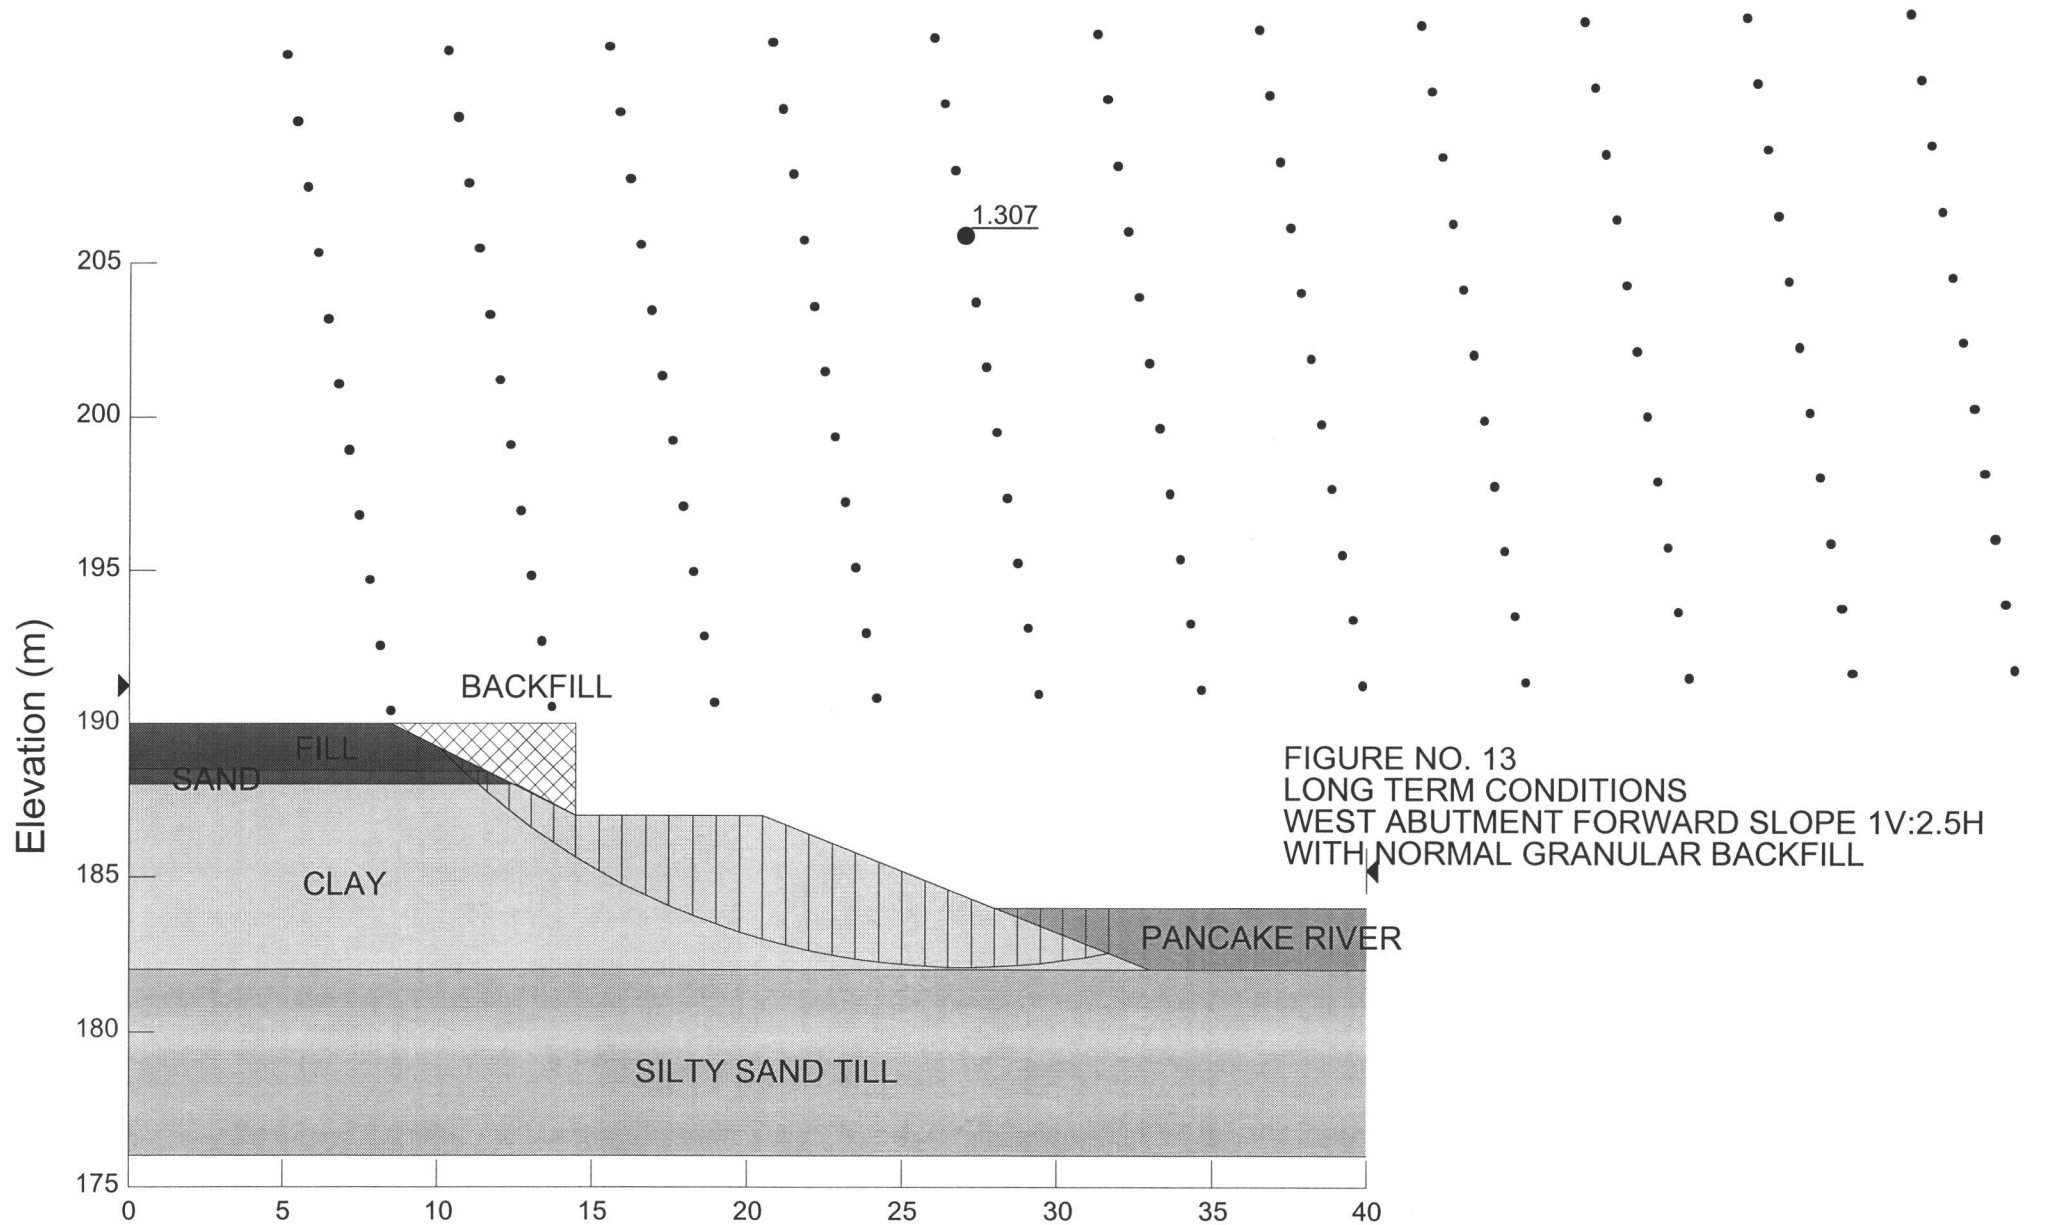 1.307
205
200
195
190
185
180
175
Elevation (m)
BACKFILL
FILL
SAND
CLAY
FIGURE NO. 13
LONG TERM CONDITIONS
WEST ABUTMENT FORWARD SLOPE 1V:2.5H
WITH NORMAL GRANULAR BACKFILL
PANCAKE RIVER
SILTY SAND TILL
0 5 10 15 20 25 30 35 40